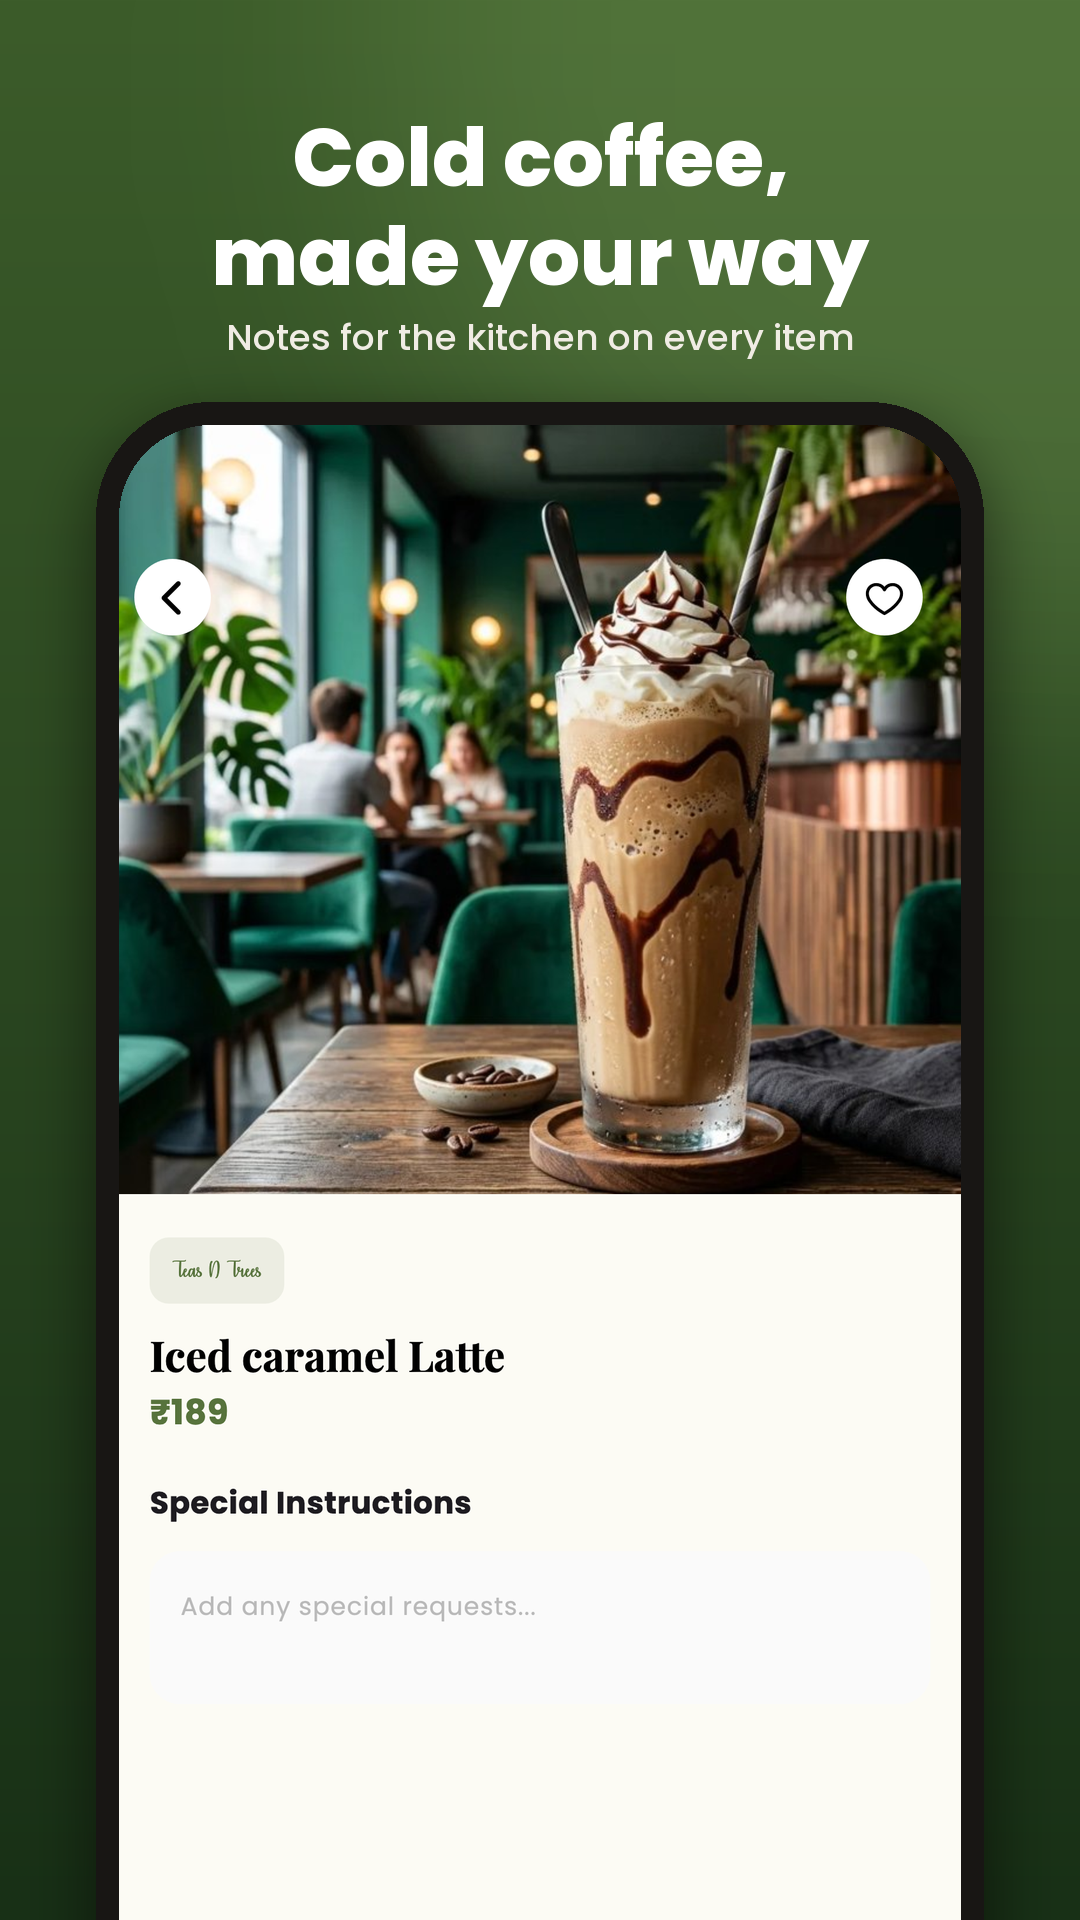 Cold coffee,
made your way
Notes for the kitchen on every item
Teas N Trees
Iced caramel Latte
₹189
Special Instructions
Add any special requests...